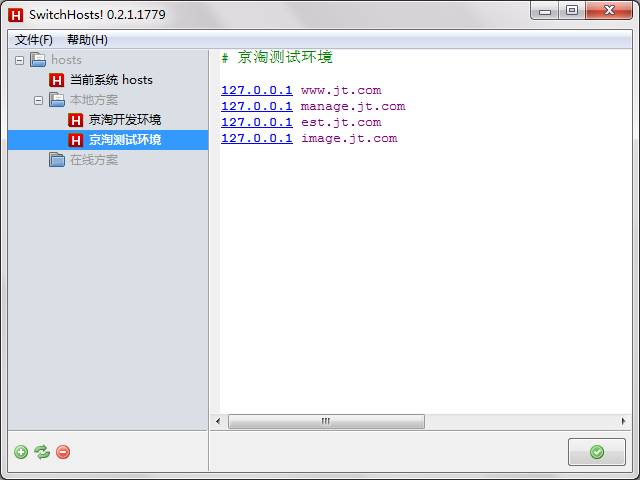 SwitchHosts! 0.2.1.1779
文件(F) 帮助(H)
hosts
当前系统 hosts
本地方案
京淘开发环境
京淘测试环境
在线方案
# 京淘测试环境
127.0.0.1 www.jt.com
127.0.0.1 manage.jt.com
127.0.0.1 est.jt.com
127.0.0.1 image.jt.com